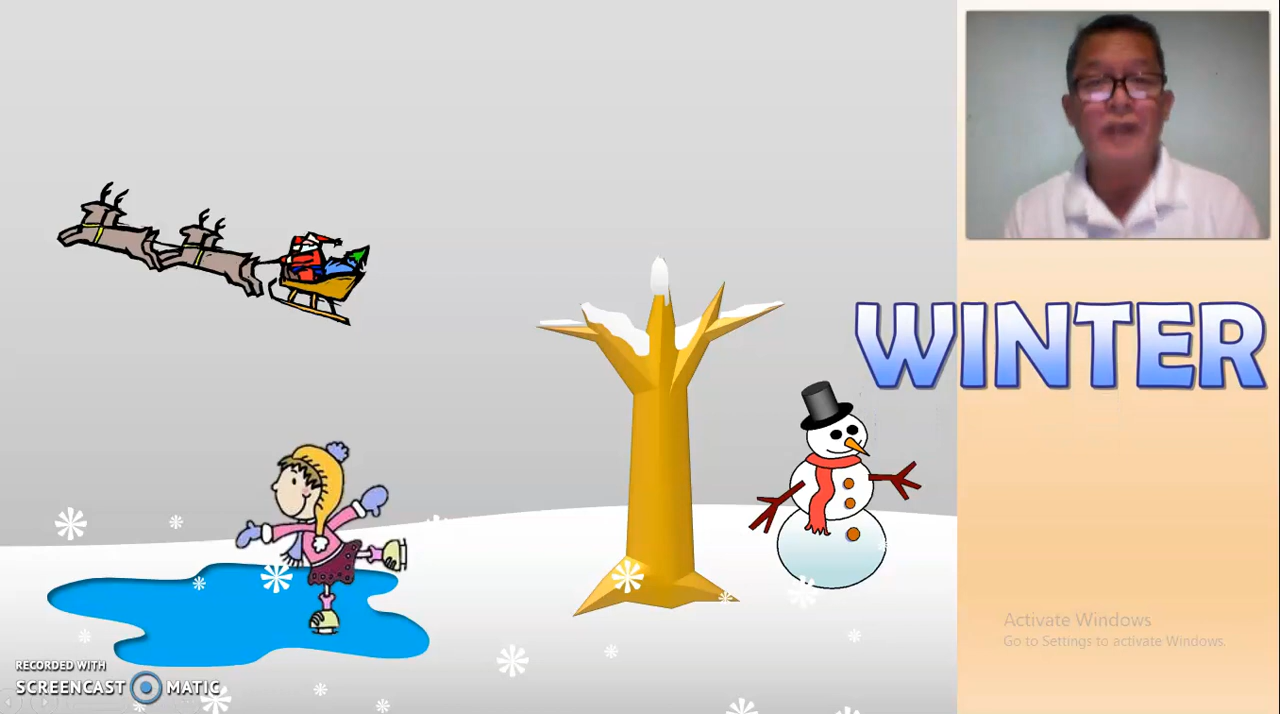 WINTER
Activate Windows
Go to Settings to activate Windows.
RECORDED WITH
SCREENCAST MATIC